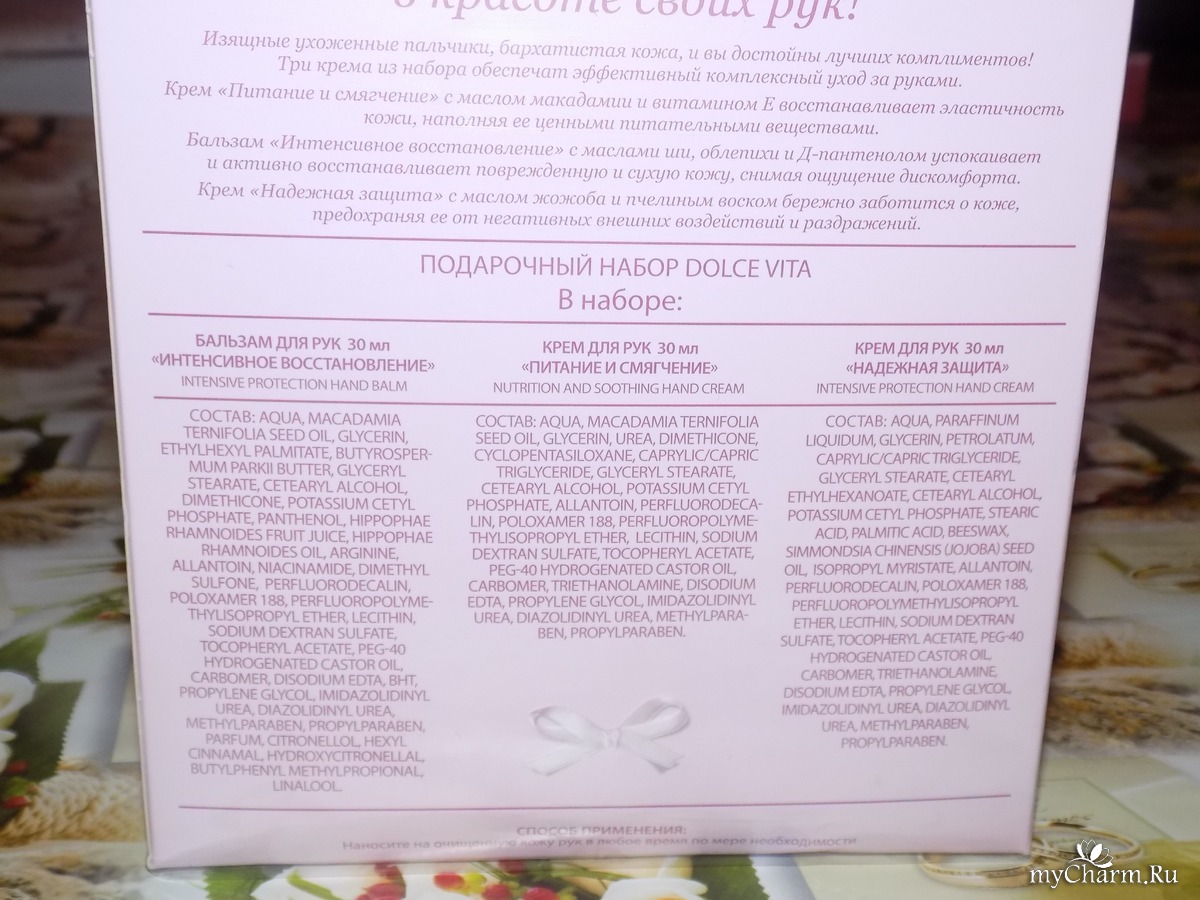 о красоте своих рук!
Изящные ухоженные пальчики, бархатистая кожа, и вы достойны лучших комплиментов!
Три крема из набора обеспечат эффективный комплексный уход за руками.
Крем «Питание и смягчение» с маслом макадамии и витамином Е восстанавливает эластичность
кожи, наполняя ее ценными питательными веществами.
Бальзам «Интенсивное восстановление» с маслами ши, облепихи и Д-пантенолом успокаивает
и активно восстанавливает поврежденную и сухую кожу, снимая ощущение дискомфорта.
Крем «Надежная защита» с маслом жожоба и пчелиным воском бережно заботится о коже,
предохраняя ее от негативных внешних воздействий и раздражений.
ПОДАРОЧНЫЙ НАБОР DOLCE VITA
В наборе:
БАЛЬЗАМ ДЛЯ РУК 30 мл
«ИНТЕНСИВНОЕ ВОССТАНОВЛЕНИЕ»
INTENSIVE PROTECTION HAND BALM
СОСТАВ: AQUA, MACADAMIA
TERNIFOLIA SEED OIL, GLYCERIN,
ETHYLHEXYL PALMITATE, BUTYROSPER-
MUM PARKII BUTTER, GLYCERYL
STEARATE, CETEARYL ALCOHOL,
DIMETHICONE, POTASSIUM CETYL
PHOSPHATE, PANTHENOL, HIPPOPHAE
RHAMNOIDES FRUIT JUICE, HIPPOPHAE
RHAMNOIDES OIL, ARGININE,
ALLANTOIN, NIACINAMIDE, DIMETHYL
SULFONE, PERFLUORODECALIN,
POLOXAMER 188, PERFLUOROPOLYME-
THYLISOPROPYL ETHER, LECITHIN,
SODIUM DEXTRAN SULFATE,
TOCOPHERYL ACETATE, PEG-40
HYDROGENATED CASTOR OIL,
CARBOMER, DISODIUM EDTA, BHT,
PROPYLENE GLYCOL, IMIDAZOLIDINYL
UREA, DIAZOLIDINYL UREA,
METHYLPARABEN, PROPYLPARABEN,
PARFUM, CITRONELLOL, HEXYL
CINNAMAL, HYDROXYCITRONELLAL,
BUTYLPHENYL METHYLPROPIONAL,
LINALOOL.
КРЕМ ДЛЯ РУК 30 мл
«ПИТАНИЕ И СМЯГЧЕНИЕ»
NUTRITION AND SOOTHING HAND CREAM
СОСТАВ: AQUA, MACADAMIA TERNIFOLIA
SEED OIL, GLYCERIN, UREA, DIMETHICONE,
CYCLOPENTASILOXANE, CAPRYLIC/CAPRIC
TRIGLYCERIDE, GLYCERYL STEARATE,
CETEARYL ALCOHOL, POTASSIUM CETYL
PHOSPHATE, ALLANTOIN, PERFLUORODECA-
LIN, POLOXAMER 188, PERFLUOROPOLYME-
THYLISOPROPYL ETHER, LECITHIN, SODIUM
DEXTRAN SULFATE, TOCOPHERYL ACETATE,
PEG-40 HYDROGENATED CASTOR OIL,
CARBOMER, TRIETHANOLAMINE, DISODIUM
EDTA, PROPYLENE GLYCOL, IMIDAZOLIDINYL
UREA, DIAZOLIDINYL UREA, METHYLPARA-
BEN, PROPYLPARABEN.
КРЕМ ДЛЯ РУК 30 мл
«НАДЕЖНАЯ ЗАЩИТА»
INTENSIVE PROTECTION HAND CREAM
СОСТАВ: AQUA, PARAFFINUM
LIQUIDUM, GLYCERIN, PETROLATUM,
CAPRYLIC/CAPRIC TRIGLYCERIDE,
GLYCERYL STEARATE, CETEARYL
ETHYLHEXANOATE, CETEARYL ALCOHOL,
POTASSIUM CETYL PHOSPHATE, STEARIC
ACID, PALMITIC ACID, BEESWAX,
SIMMONDSIA CHINENSIS (JOJOBA) SEED
OIL, ISOPROPYL MYRISTATE, ALLANTOIN,
PERFLUORODECALIN, POLOXAMER 188,
PERFLUOROPOLYMETHYLISOPROPYL
ETHER, LECITHIN, SODIUM DEXTRAN
SULFATE, TOCOPHERYL ACETATE, PEG-40
HYDROGENATED CASTOR OIL,
CARBOMER, TRIETHANOLAMINE,
DISODIUM EDTA, PROPYLENE GLYCOL,
IMIDAZOLIDINYL UREA, DIAZOLIDINYL
UREA, METHYLPARABEN,
PROPYLPARABEN.
СПОСОБ ПРИМЕНЕНИЯ:
Нанесите на очищенную кожу рук в любое время по мере необходимости
myCharm.Ru